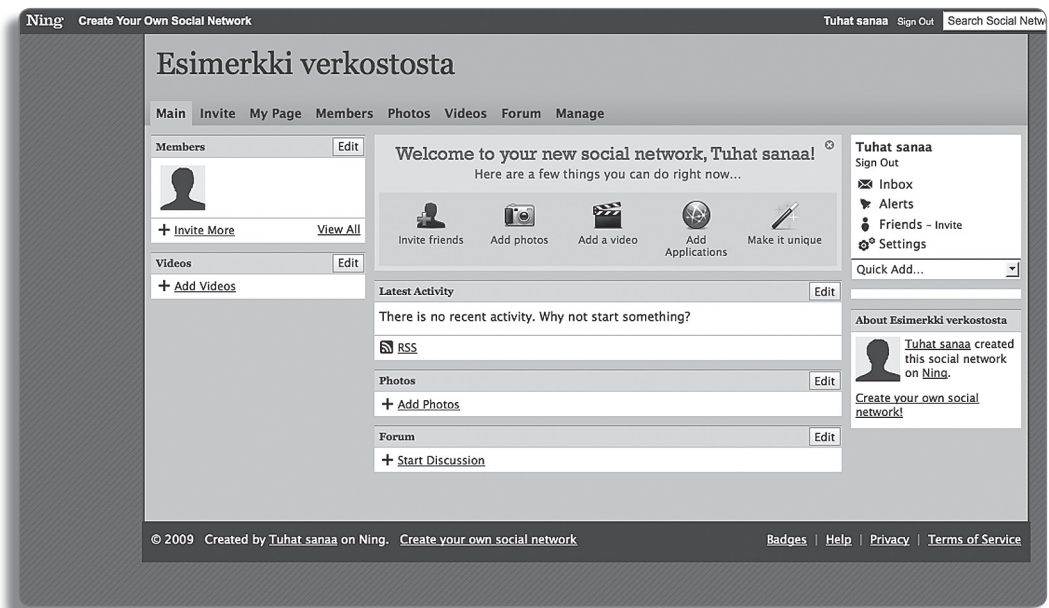 Ning Create Your Own Social Network
Tuhat sanaa Sign Out Search Social Netw
Esimerkki verkostosta
Main Invite My Page Members Photos Videos Forum Manage
Members Edit
Invite More View All
Videos Edit
Add Videos
Welcome to your new social network, Tuhat sanaa!
Here are a few things you can do right now...
Invite friends
Add photos
Add a video
Add
Applications
Make it unique
Latest Activity Edit
There is no recent activity. Why not start something?
RSS
Photos Edit
Add Photos
Forum Edit
Start Discussion
Tuhat sanaa
Sign Out
Inbox
Alerts
Friends – Invite
Settings
Quick Add...
About Esimerkki verkostosta
Tuhat sanaa created
this social network
on Ning.
Create your own social
network!
© 2009 Created by Tuhat sanaa on Ning. Create your own social network
Badges | Help | Privacy | Terms of Service